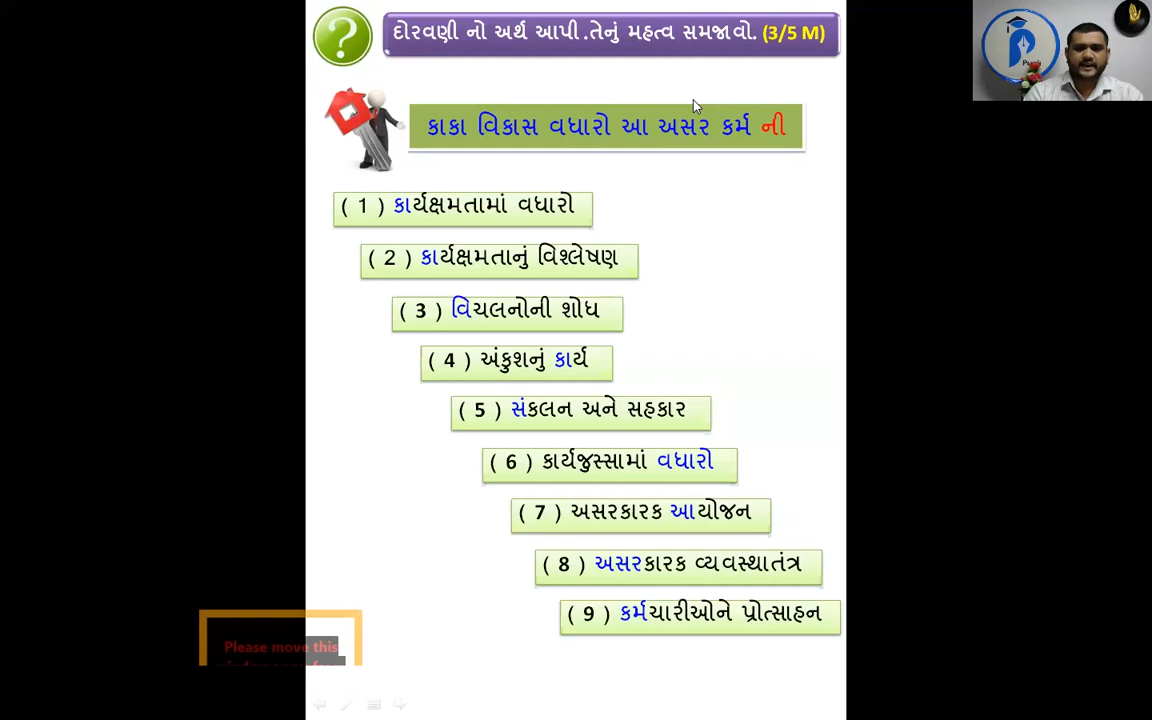 દોરવણી નો અર્થ આપી .તેનું મહત્વ સમજાવો. (3/5 M)
કાકા વિકાસ વધારો આ અસર કર્મ ની
( 1 ) કાર્યક્ષમતામાં વધારો
( 2 ) કાર્યક્ષમતાનું વિશ્લેષણ
( 3 ) વિચલનોની શોધ
( 4 ) અંકુશનું કાર્ય
( 5 ) સંકલન અને સહકાર
( 6 ) કાર્યજુસ્સામાં વધારો
( 7 ) અસરકારક આયોજન
( 8 ) અસરકારક વ્યવસ્થાતંત્ર
( 9 ) કર્મચારીઓને પ્રોત્સાહન
Please move this